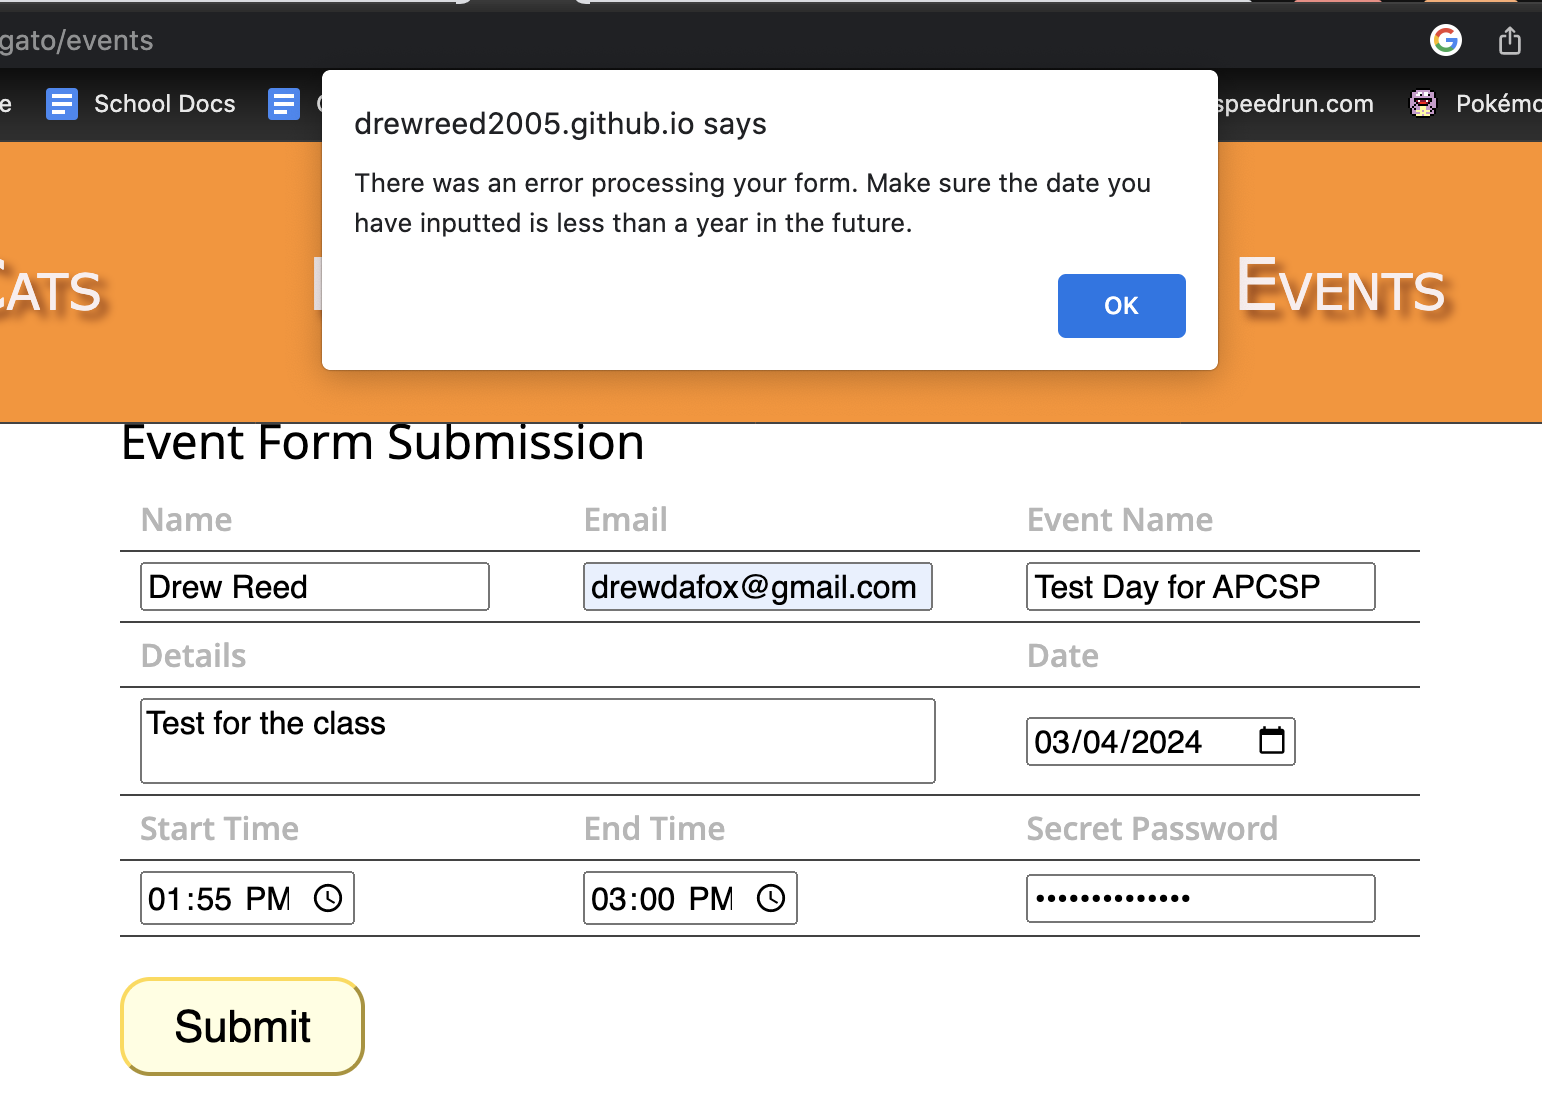 gato/events
e School Docs speedrun.com Pokémo
drewreed2005.github.io says
There was an error processing your form. Make sure the date you
have inputted is less than a year in the future.
OK
CATS EVENTS
Event Form Submission
Name Email Event Name
Drew Reed drewdafox@gmail.com Test Day for APCSP
Details Date
Test for the class 03/04/2024
Start Time End Time Secret Password
01:55 PM 03:00 PM ••••••••••••••
Submit